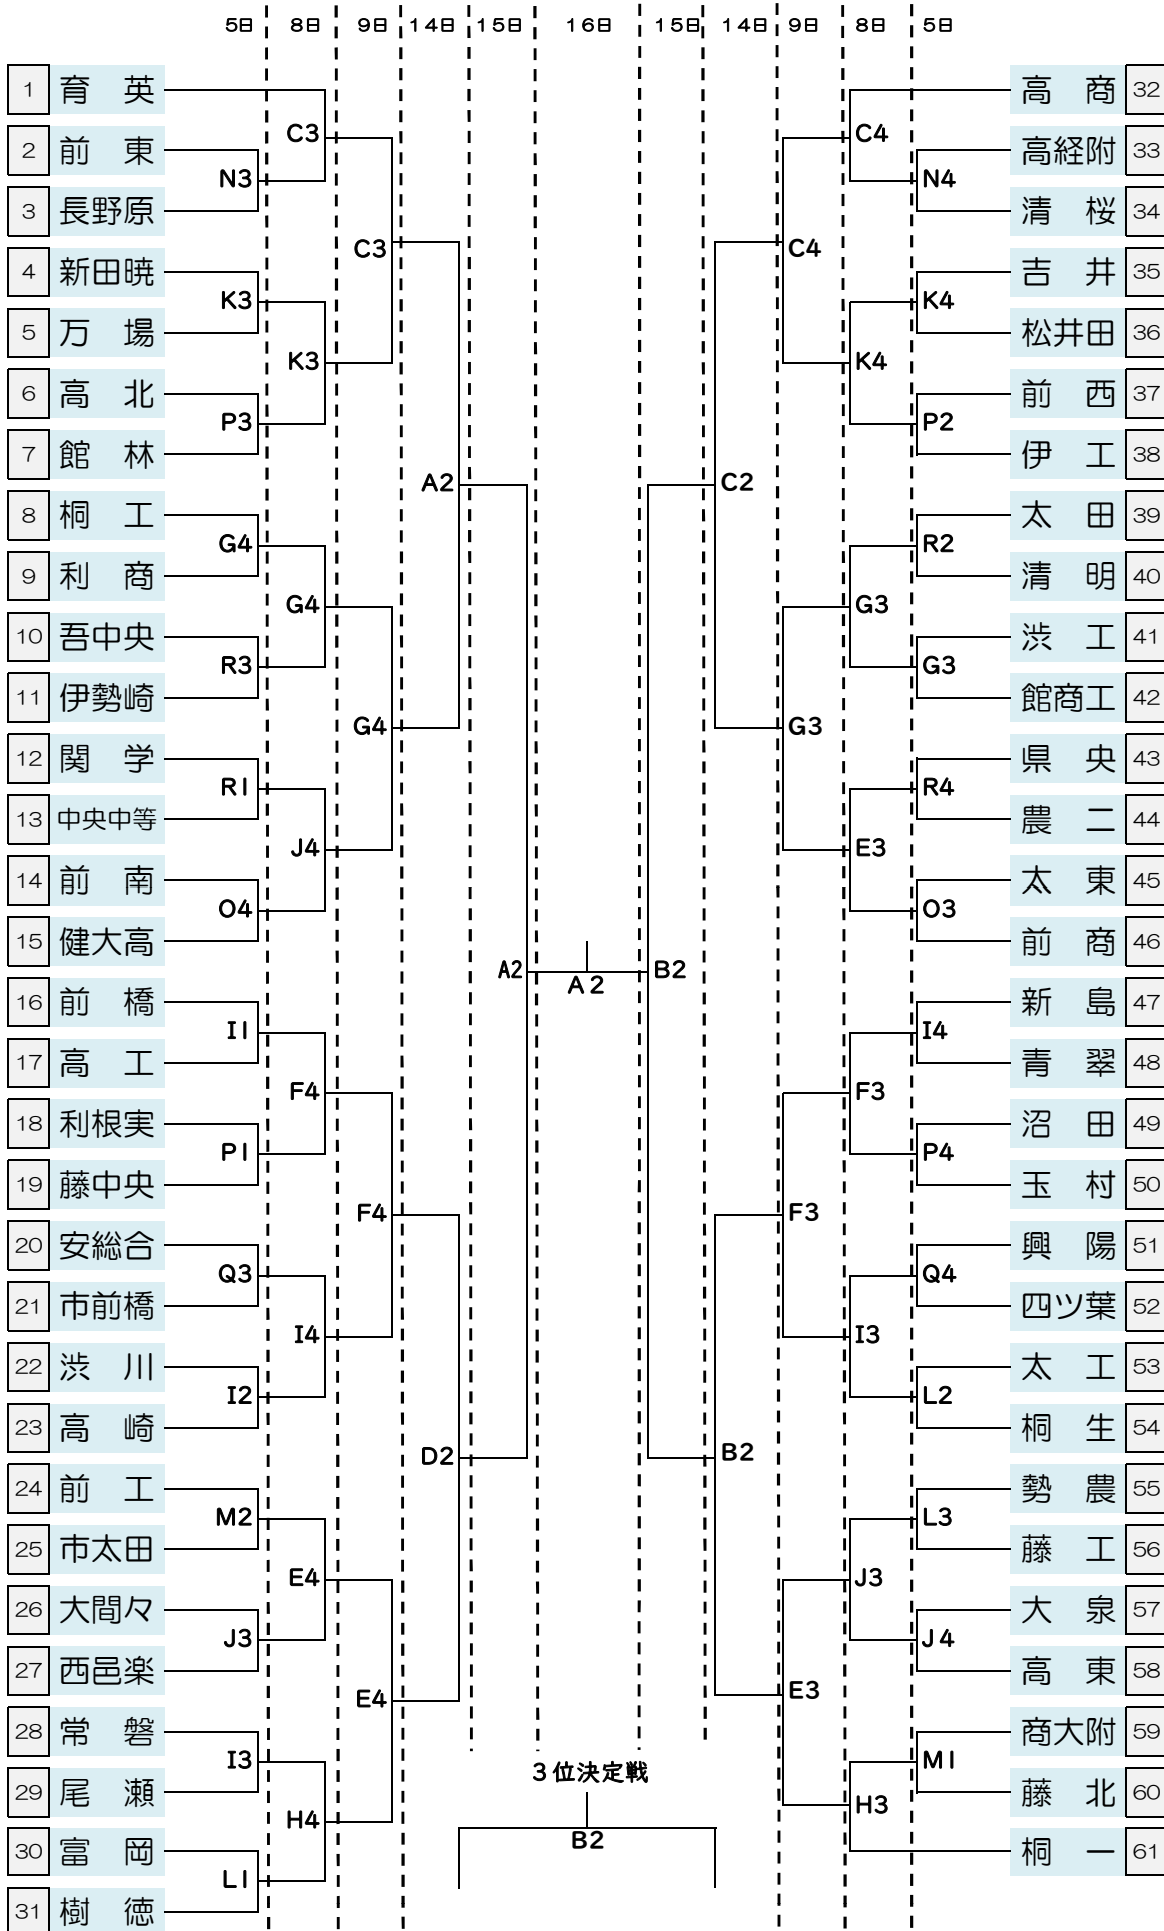 5日 8日 9日 14日 15日 16日 15日 14日 9日 8日 5日
1 育 英 高 商 32
C3 C4
2 前 東 高経附 33
N3 N4
3 長野原 清 桜 34
C3 C4
4 新田暁 吉 井 35
K3 K4
5 万 場 松井田 36
K3 K4
6 高 北 前 西 37
P3 P2
7 館 林 伊 工 38
A2 C2
8 桐 工 太 田 39
G4 R2
9 利 商 清 明 40
G4 G3
10 吾中央 渋 工 41
R3 G3
11 伊勢崎 館商工 42
G4 G3
12 関 学 県 央 43
R1 R4
13 中央中等 農 二 44
J4 E3
14 前 南 太 東 45
O4 O3
15 健大高 前 商 46
A2 A2 B2
16 前 橋 新 島 47
I1 I4
17 高 工 青 翠 48
F4 F3
18 利根実 沼 田 49
P1 P4
19 藤中央 玉 村 50
F4 F3
20 安総合 興 陽 51
Q3 Q4
21 市前橋 四ツ葉 52
I4 I3
22 渋 川 太 工 53
I2 L2
23 高 崎 桐 生 54
D2 B2
24 前 工 勢 農 55
M2 L3
25 市太田 藤 工 56
E4 J3
26 大間々 大 泉 57
J3 J4
27 西邑楽 高 東 58
E4 E3
28 常 磐 商大附 59
I3 M1
3位決定戦
29 尾 瀬 藤 北 60
H4 B2 H3
30 富 岡 桐 一 61
L1
31 樹 徳